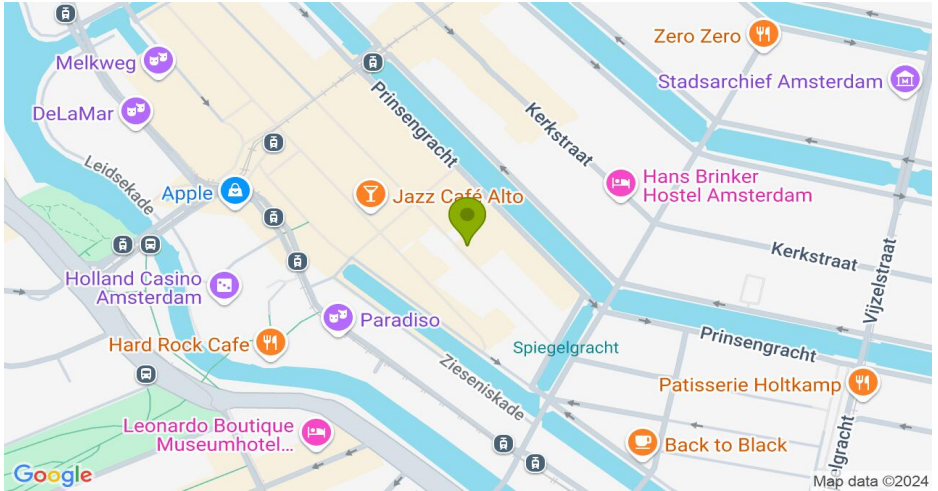 Melkweg
DeLaMar
Leidsekade
Apple
Prinsengracht
Jazz Café Alto
Kerkstraat
Zero Zero
Stadsarchief Amsterdam
Hans Brinker
Hostel Amsterdam
Kerkstraat
Vijzelstraat
Holland Casino
Amsterdam
Paradiso
Hard Rock Cafe
Spiegelgracht
Prinsengracht
Zieseniskade
Patisserie Holtkamp
Leonardo Boutique
Museumhotel...
Back to Black
elgracht
Google
Map data ©2024